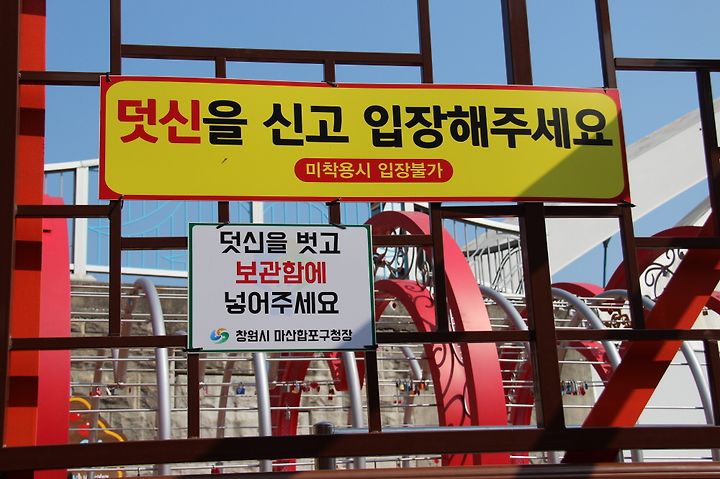 덧신을 신고 입장해주세요
미착용시 입장불가
덧신을 벗고
보관함에
넣어주세요
창원시 마산합포구청장